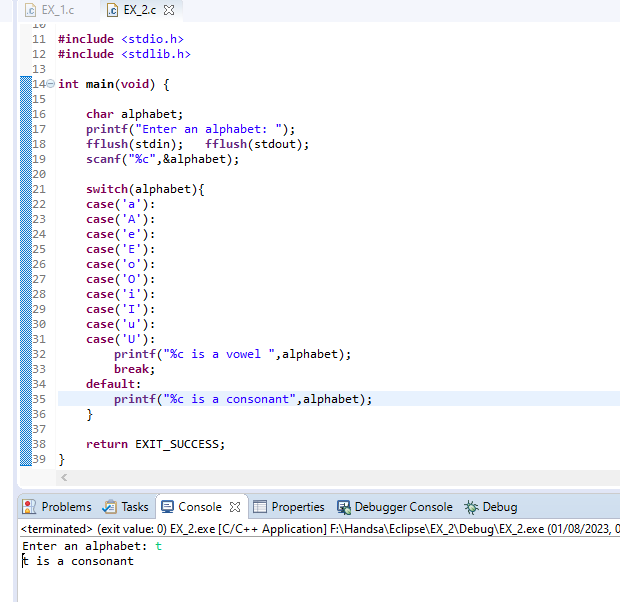 EX_1.c EX_2.c
10
11 #include <stdio.h>
12 #include <stdlib.h>
13
14 int main(void) {
15
16 char alphabet;
17 printf("Enter an alphabet: ");
18 fflush(stdin); fflush(stdout);
19 scanf("%c",&alphabet);
20
21 switch(alphabet){
22 case('a'):
23 case('A'):
24 case('e'):
25 case('E'):
26 case('o'):
27 case('O'):
28 case('i'):
29 case('I'):
30 case('u'):
31 case('U'):
32 printf("%c is a vowel ",alphabet);
33 break;
34 default:
35 printf("%c is a consonant",alphabet);
36 }
37
38 return EXIT_SUCCESS;
39 }
Problems Tasks Console Properties Debugger Console Debug
<terminated> (exit value: 0) EX_2.exe [C/C++ Application] F:\Handsa\Eclipse\EX_2\Debug\EX_2.exe (01/08/2023, 0
Enter an alphabet: t
t is a consonant